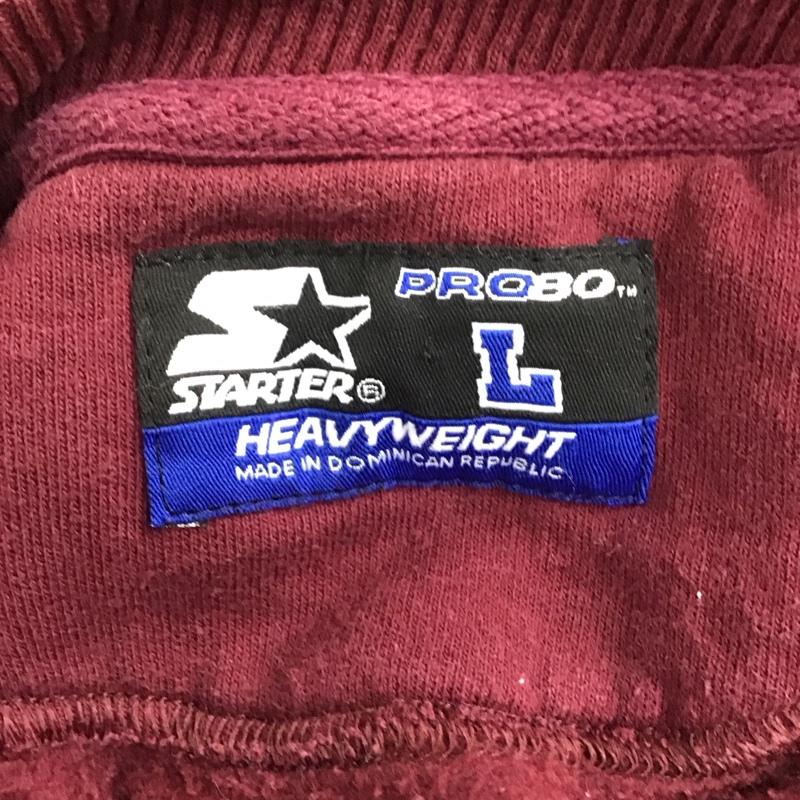 PRO80™
L
STARTER®
HEAVYWEIGHT
MADE IN DOMINICAN REPUBLIC